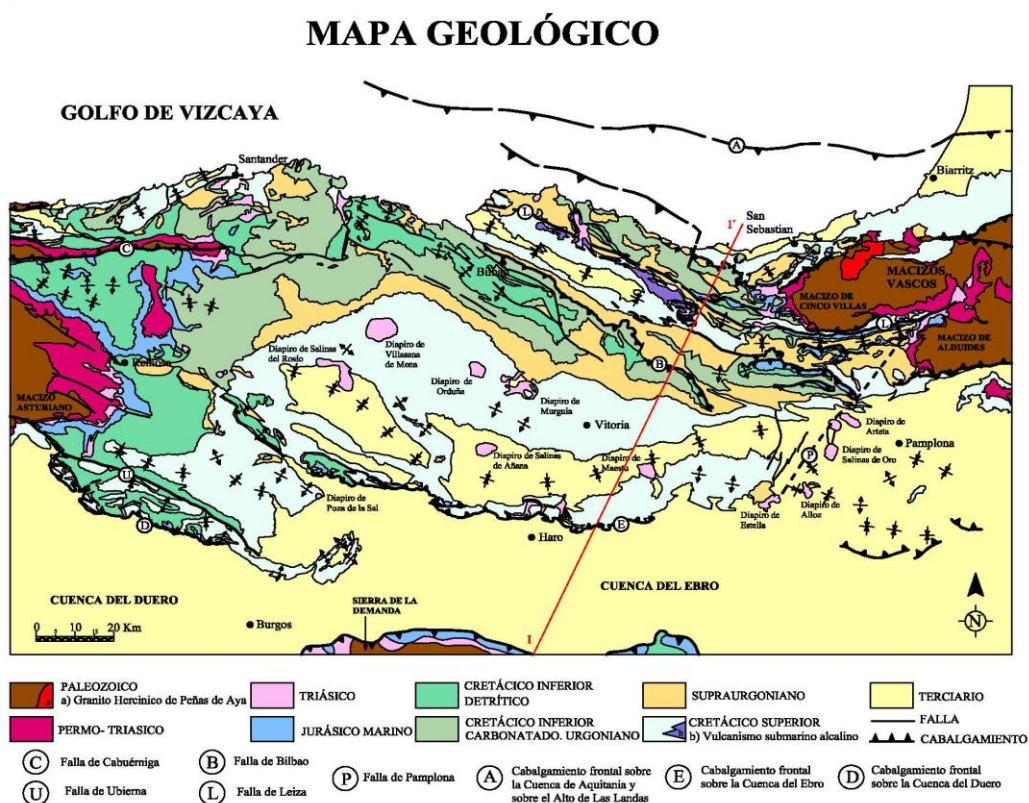 MAPA GEOLÓGICO
GOLFO DE VIZCAYA
Santander
A
Biarritz
L
I'
San
Sebastian
C
Bilbao
MACIZOS
VASCOS
MACIZO DE
CINCO VILLAS
L
MACIZO DE
ALDUIDES
Reinosa
MACIZO
ASTURIANO
Diapiro de Salinas
del Rosio
Diapiro de
Villasana
de Mena
Diapiro de
Orduña
Diapiro de
Murguia
B
Vitoria
Diapiro de
Arteta
Pamplona
Diapiro de
Salinas de Oro
P
Diapiro de Salinas
de Añana
Diapiro de
Maestu
U
Diapiro de
Poza de la Sal
Diapiro de
Estella
Diapiro de
Alloz
D
E
Haro
CUENCA DEL DUERO
SIERRA DE LA
DEMANDA
CUENCA DEL EBRO
N
0 5 10 20 Km
Burgos
I
PALEOZOICO
a) Granito Hercinico de Peñas de Aya
a
TRIÁSICO
CRETÁCICO INFERIOR
DETRÍTICO
SUPRAURGONIANO
TERCIARIO
PERMO- TRIASICO
JURÁSICO MARINO
CRETÁCICO INFERIOR
CARBONATADO. URGONIANO
b
CRETÁCICO SUPERIOR
b) Vulcanismo submarino alcalino
FALLA
CABALGAMIENTO
C Falla de Cabuérniga
B Falla de Bilbao
P Falla de Pamplona
A Cabalgamiento frontal sobre
la Cuenca de Aquitania y
sobre el Alto de Las Landas
E Cabalgamiento frontal
sobre la Cuenca del Ebro
D Cabalgamiento frontal
sobre la Cuenca del Duero
U Falla de Ubierna
L Falla de Leiza